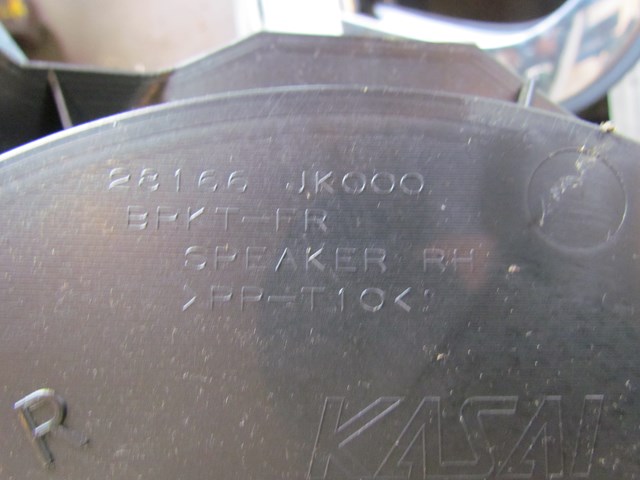 28166 JK000
BRKT-FR
SPEAKER RH
>PP-T10<
R
KASAI